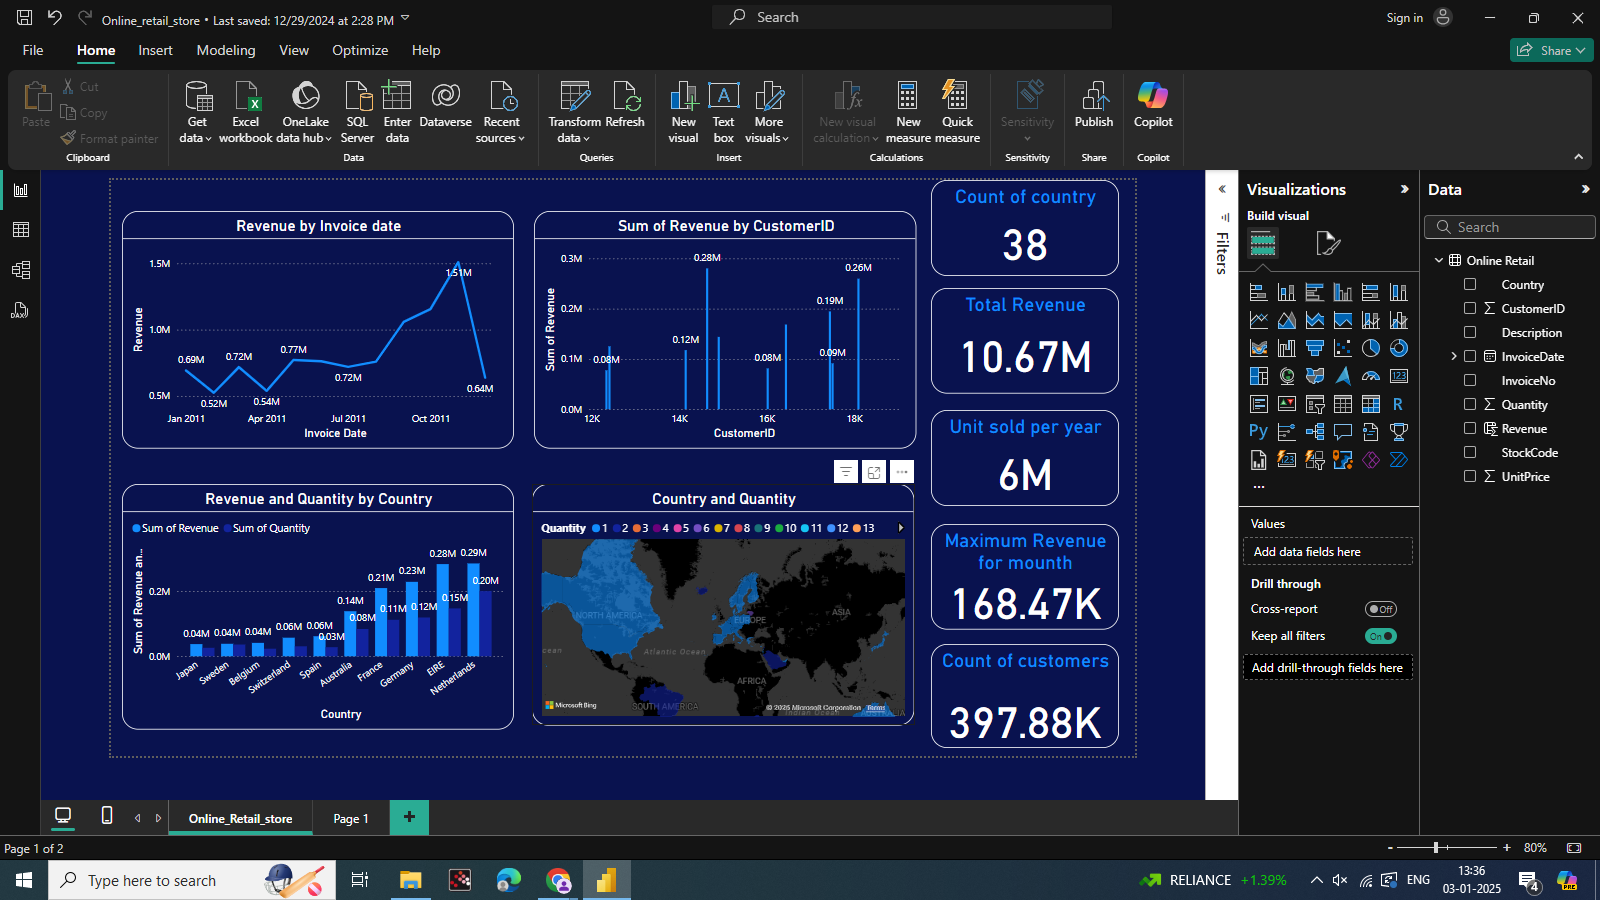 Online_retail_store • Last saved: 12/29/2024 at 2:28 PM
Search
Sign in
File Home Insert Modeling View Optimize Help
Share
Paste
Cut
Copy
Format painter
Clipboard
Get data
Excel workbook
OneLake data hub
SQL Server
Enter data
Dataverse
Recent sources
Data
Transform data
Refresh
Queries
New visual
Text box
More visuals
Insert
New visual calculation
New measure
Quick measure
Calculations
Sensitivity
Sensitivity
Publish
Share
Copilot
Copilot
Revenue by Invoice date
Revenue
1.5M
1.0M
0.5M
0.69M
0.52M
0.72M
0.54M
0.77M
0.72M
1.51M
0.64M
Jan 2011 Apr 2011 Jul 2011 Oct 2011
Invoice Date
Sum of Revenue by CustomerID
Sum of Revenue
0.3M
0.2M
0.1M
0.0M
0.08M
0.12M
0.28M
0.08M
0.19M
0.09M
0.26M
12K 14K 16K 18K
CustomerID
Count of country
38
Total Revenue
10.67M
Unit sold per year
6M
Maximum Revenue
for mounth
168.47K
Count of customers
397.88K
Revenue and Quantity by Country
Sum of Revenue Sum of Quantity
Sum of Revenue an...
0.2M
0.0M
0.04M
0.04M
0.04M
0.06M
0.06M
0.03M
0.14M
0.08M
0.21M
0.11M
0.23M
0.12M
0.28M
0.15M
0.29M
0.20M
Japan Sweden Belgium Switzerland Spain Australia France Germany EIRE Netherlands
Country
Country and Quantity
Quantity 1 2 3 4 5 6 7 8 9 10 11 12 13
NORTH AMERICA
EUROPE
ASIA
Atlantic Ocean
cean
AFRICA
SOUTH AMERICA
Indian Ocean
AUSTRALIA
Microsoft Bing
© 2025 Microsoft Corporation Terms
Filters
Visualizations
Build visual
123
R
Py
123
...
Values
Add data fields here
Drill through
Cross-report
Off
Keep all filters
On
Add drill-through fields here
Data
Search
Online Retail
Country
CustomerID
Description
InvoiceDate
InvoiceNo
Quantity
Revenue
StockCode
UnitPrice
DAX
Online_Retail_store
Page 1
+
Page 1 of 2
- + 80%
Type here to search
RELIANCE +1.39%
ENG
13:36
03-01-2025
4
PRE